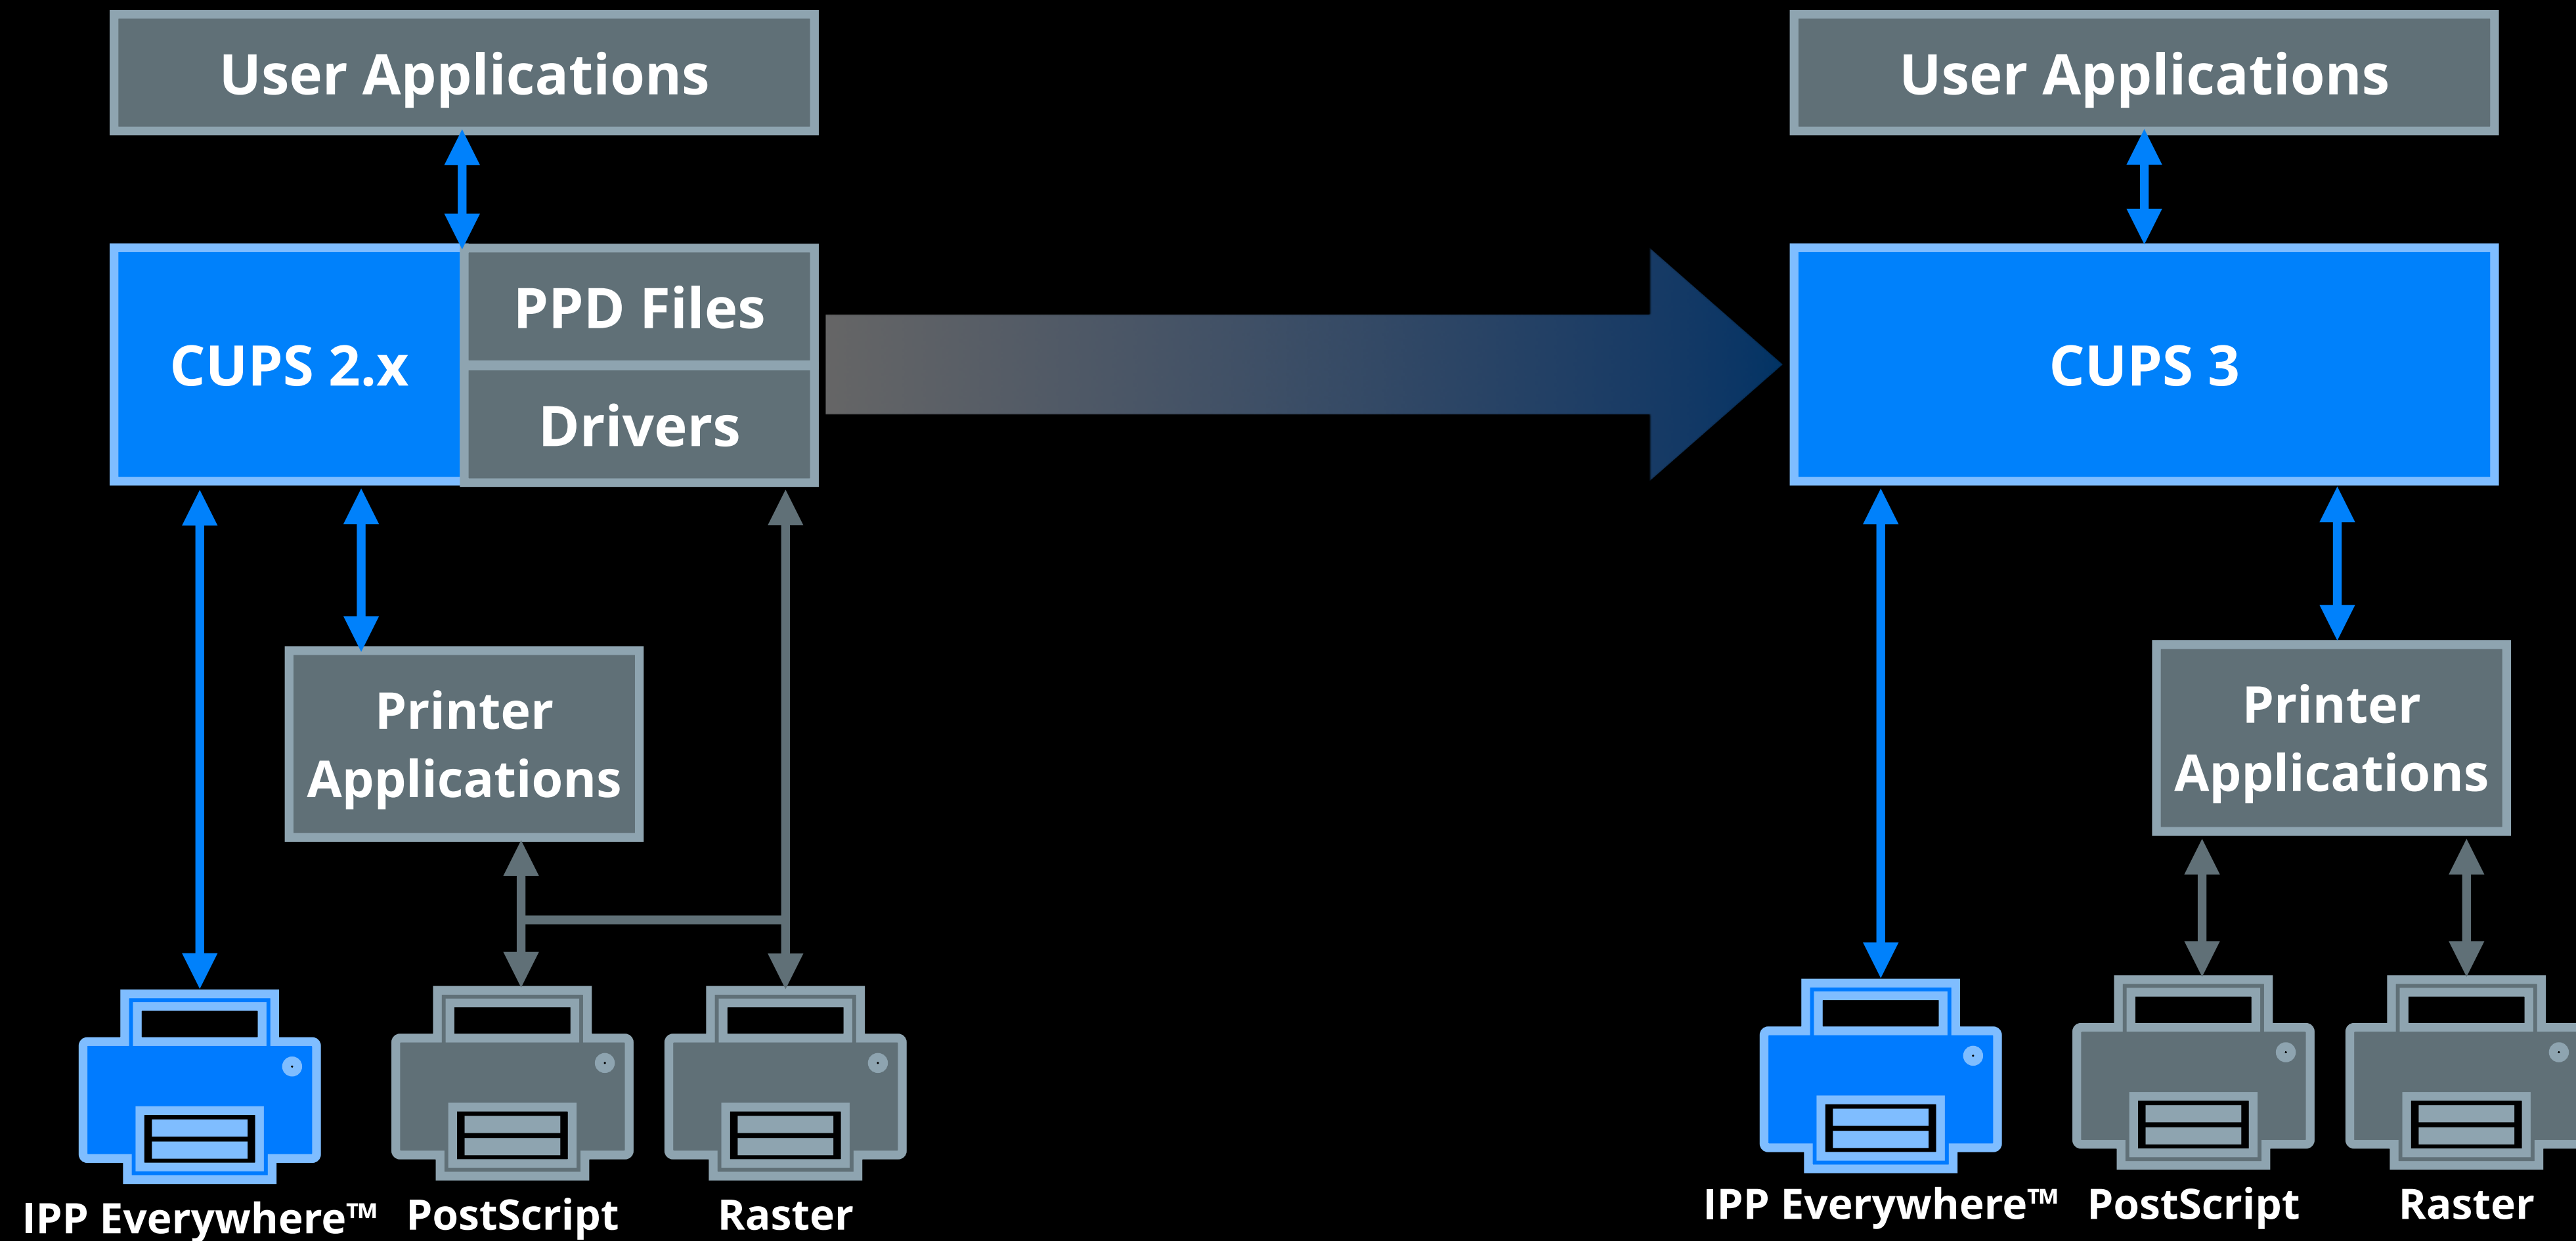 User Applications
CUPS 2.x
PPD Files
Drivers
Printer
Applications
IPP Everywhere™
PostScript
Raster
User Applications
CUPS 3
Printer
Applications
IPP Everywhere™
PostScript
Raster